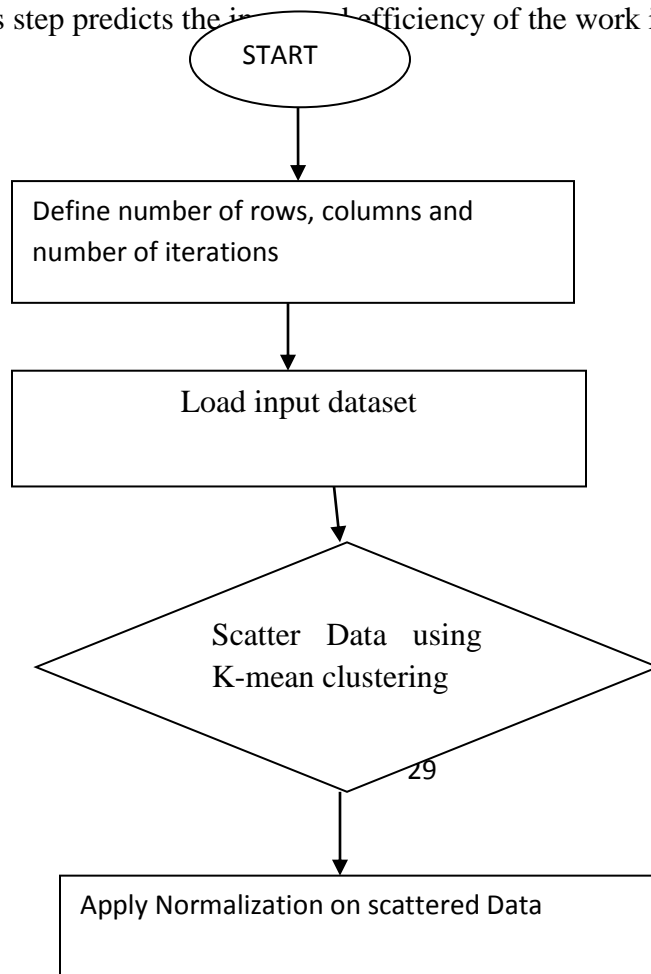 s step predicts the efficiency of the work i
START
Define number of rows, columns and
number of iterations
Load input dataset
Scatter Data using
K-mean clustering
29
Apply Normalization on scattered Data